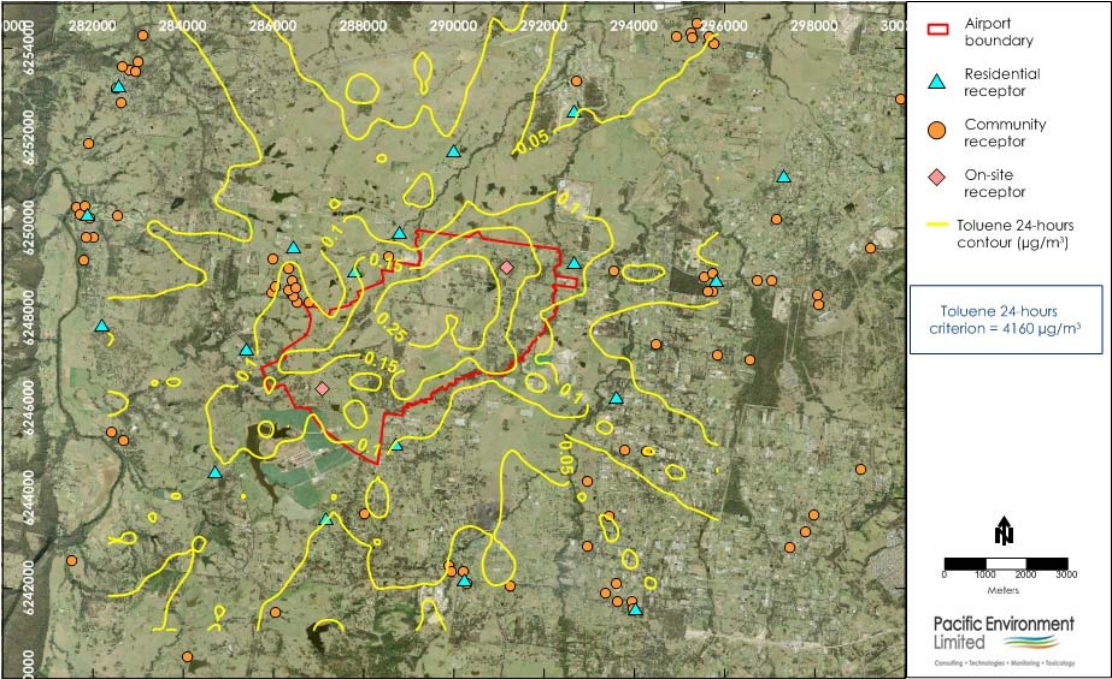 282000 284000 286000 288000 290000 292000 294000 296000 298000
6254000
6252000
6250000
6248000
6246000
6244000
6242000
0.05
0.1
0.1
0.15
0.25
0.15
0.1
0.1
0.1
0.05
Airport
boundary
Residential
receptor
Community
receptor
On-site
receptor
Toluene 24-hours
contour (µg/m³)
Toluene 24-hours
criterion = 4160 µg/m³
N
0 1000 2000 3000
Meters
Pacific Environment
Limited
Consulting • Technologies • Monitoring • Toxicology